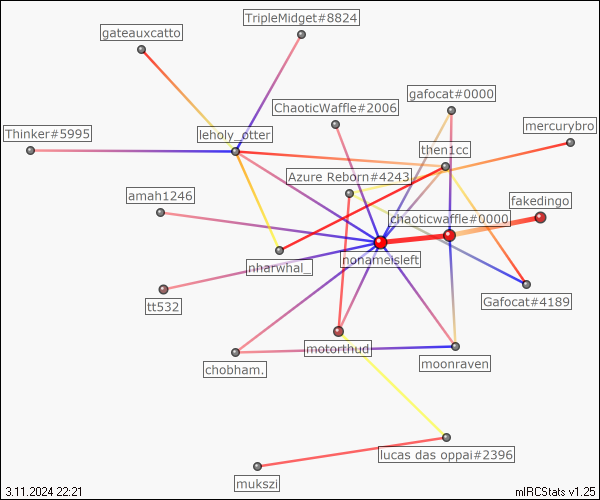 TripleMidget#8824
gateauxcatto
gafocat#0000
ChaoticWaffle#2006
mercurybro
Thinker#5995
leholy_otter
then1cc
Azure Reborn#4243
amah1246
fakedingo
chaoticwaffle#0000
nonameisleft
nharwhal_
tt532
Gafocat#4189
motorthud
moonraven
chobham.
lucas das oppai#2396
mukszi
3.11.2024 22:21
mIRCStats v1.25